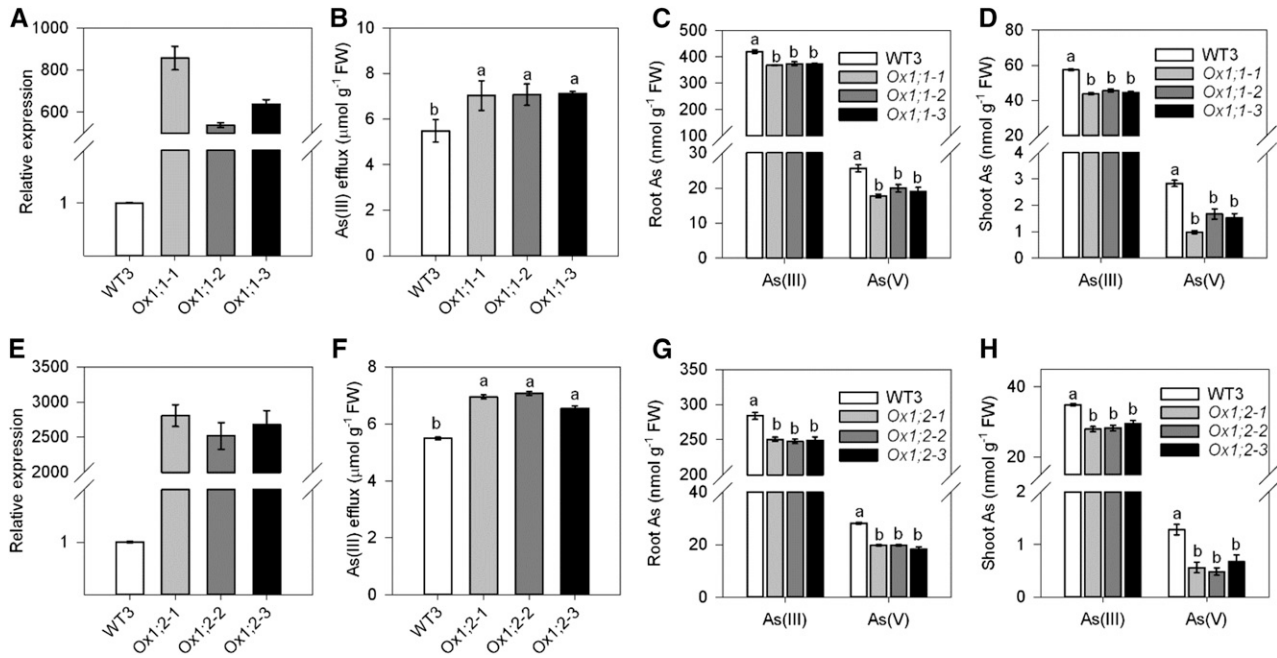 A
Relative expression
1000
800
600
1
WT3
Ox1;1-1
Ox1;1-2
Ox1;1-3
B
As(III) efflux (μmol g⁻¹ FW)
10
8
6
4
2
0
b
a
a
a
WT3
Ox1;1-1
Ox1;1-2
Ox1;1-3
C
Root As (nmol g⁻¹ FW)
500
400
300
200
100
30
20
10
0
a
b
b
b
a
b
b
b
WT3
Ox1;1-1
Ox1;1-2
Ox1;1-3
As(III)
As(V)
D
Shoot As (nmol g⁻¹ FW)
80
60
40
20
4
3
2
1
0
a
b
b
b
a
b
b
b
WT3
Ox1;1-1
Ox1;1-2
Ox1;1-3
As(III)
As(V)
E
Relative expression
3500
3000
2500
2000
1
WT3
Ox1;2-1
Ox1;2-2
Ox1;2-3
F
As(III) efflux (μmol g⁻¹ FW)
8
6
4
2
0
b
a
a
a
WT3
Ox1;2-1
Ox1;2-2
Ox1;2-3
G
Root As (nmol g⁻¹ FW)
350
300
250
200
40
20
0
a
b
b
b
a
b
b
b
WT3
Ox1;2-1
Ox1;2-2
Ox1;2-3
As(III)
As(V)
H
Shoot As (nmol g⁻¹ FW)
40
20
2
1
0
a
b
b
b
a
b
b
b
WT3
Ox1;2-1
Ox1;2-2
Ox1;2-3
As(III)
As(V)